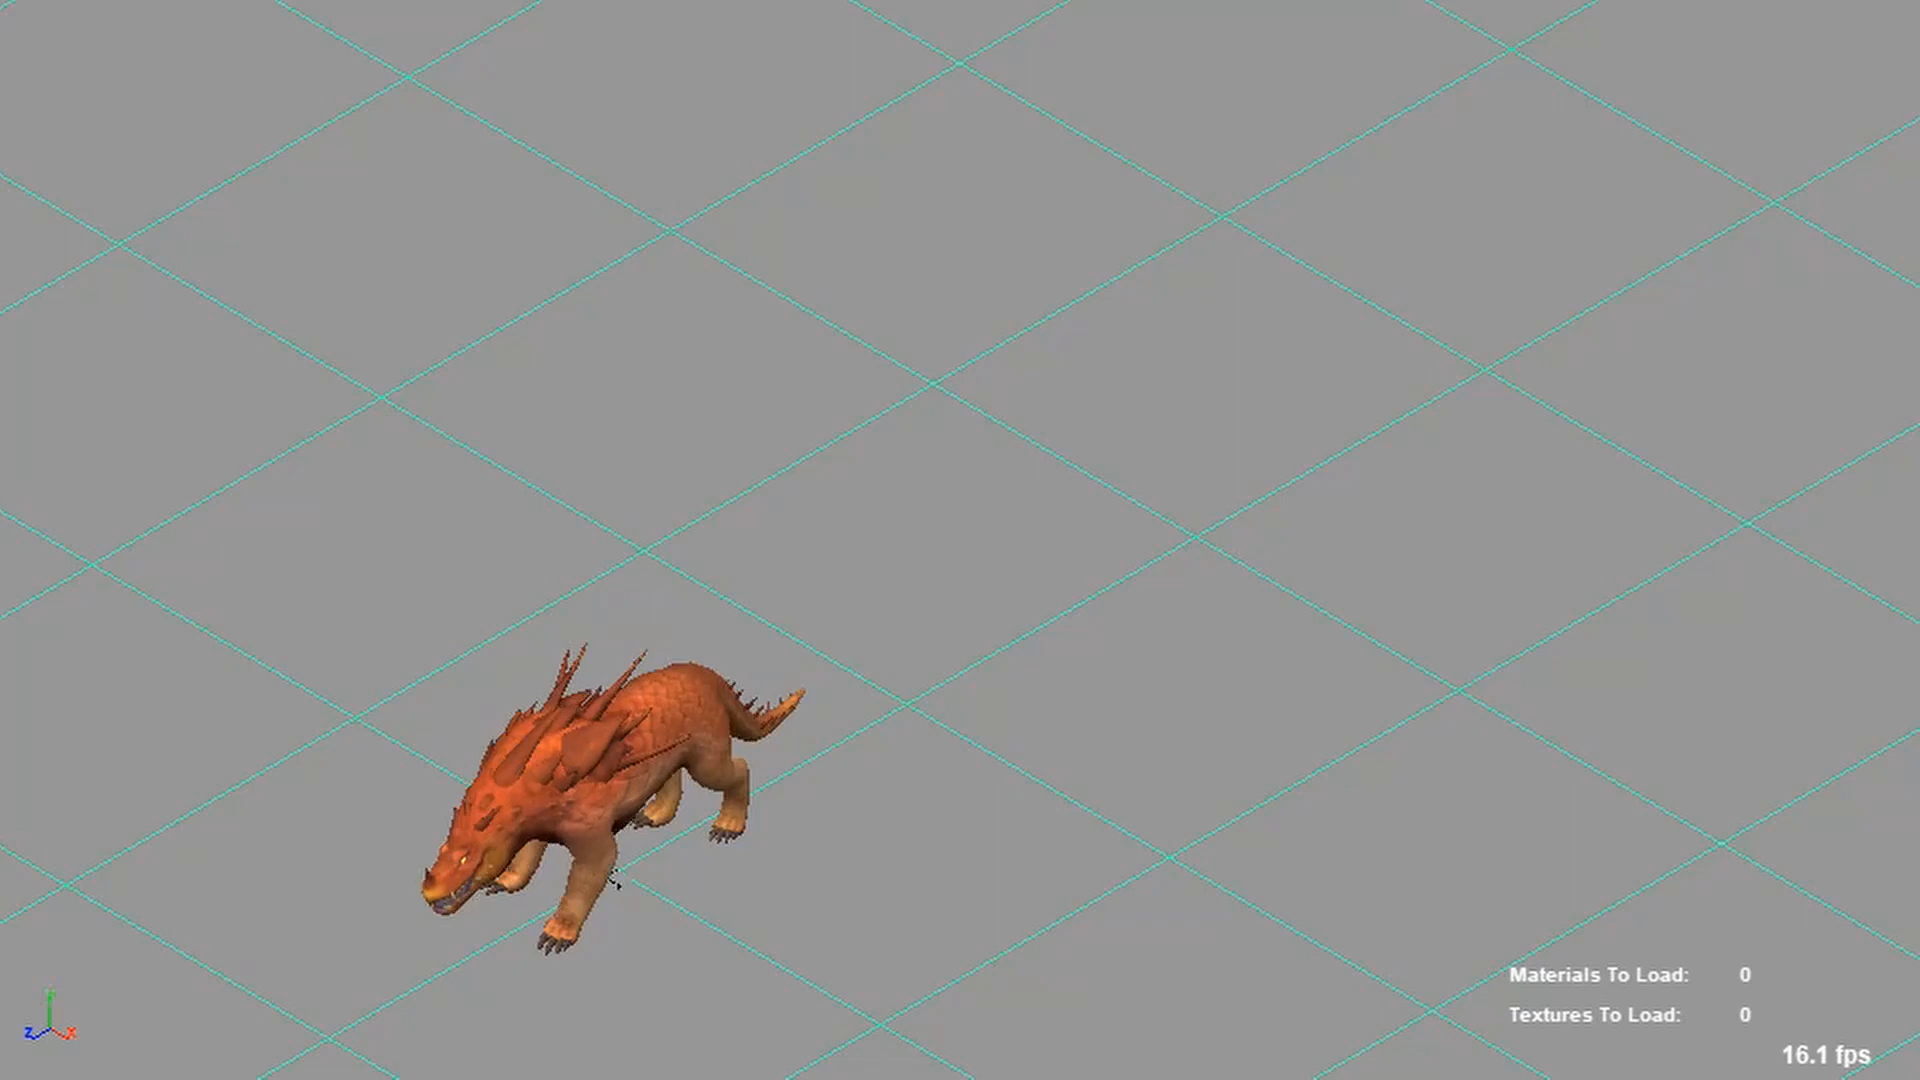 Materials To Load: 0
Textures To Load: 0
16.1 fps
Y
Z X